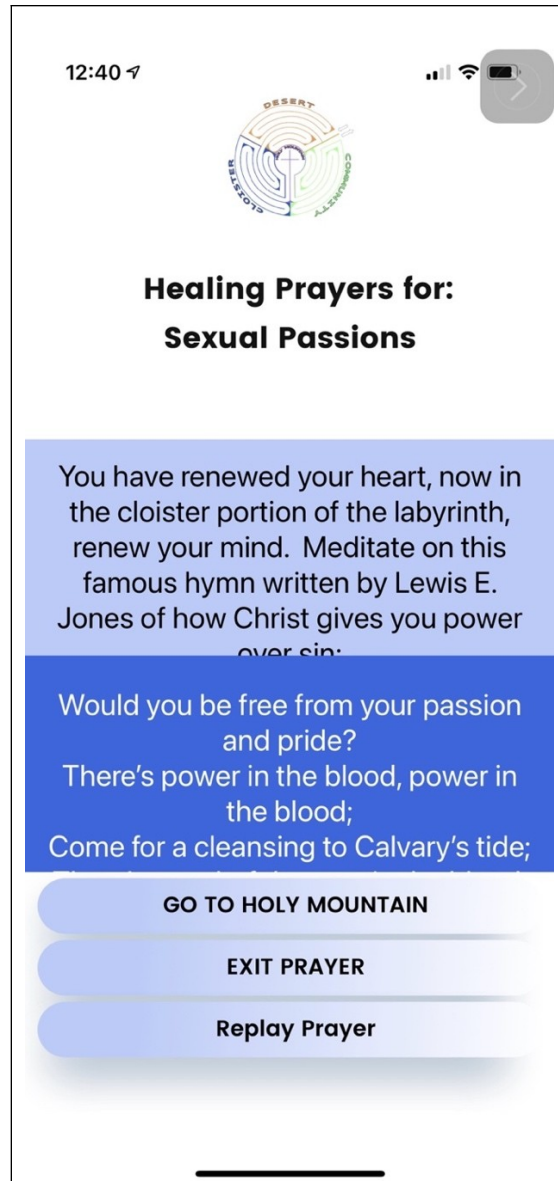 12:40
DESERT
CLOISTER
COMMUNITY
Healing Prayers for:
Sexual Passions
You have renewed your heart, now in
the cloister portion of the labyrinth,
renew your mind.  Meditate on this
famous hymn written by Lewis E.
Jones of how Christ gives you power
over sin:
Would you be free from your passion
and pride?
There’s power in the blood, power in
the blood;
Come for a cleansing to Calvary’s tide;
GO TO HOLY MOUNTAIN
EXIT PRAYER
Replay Prayer